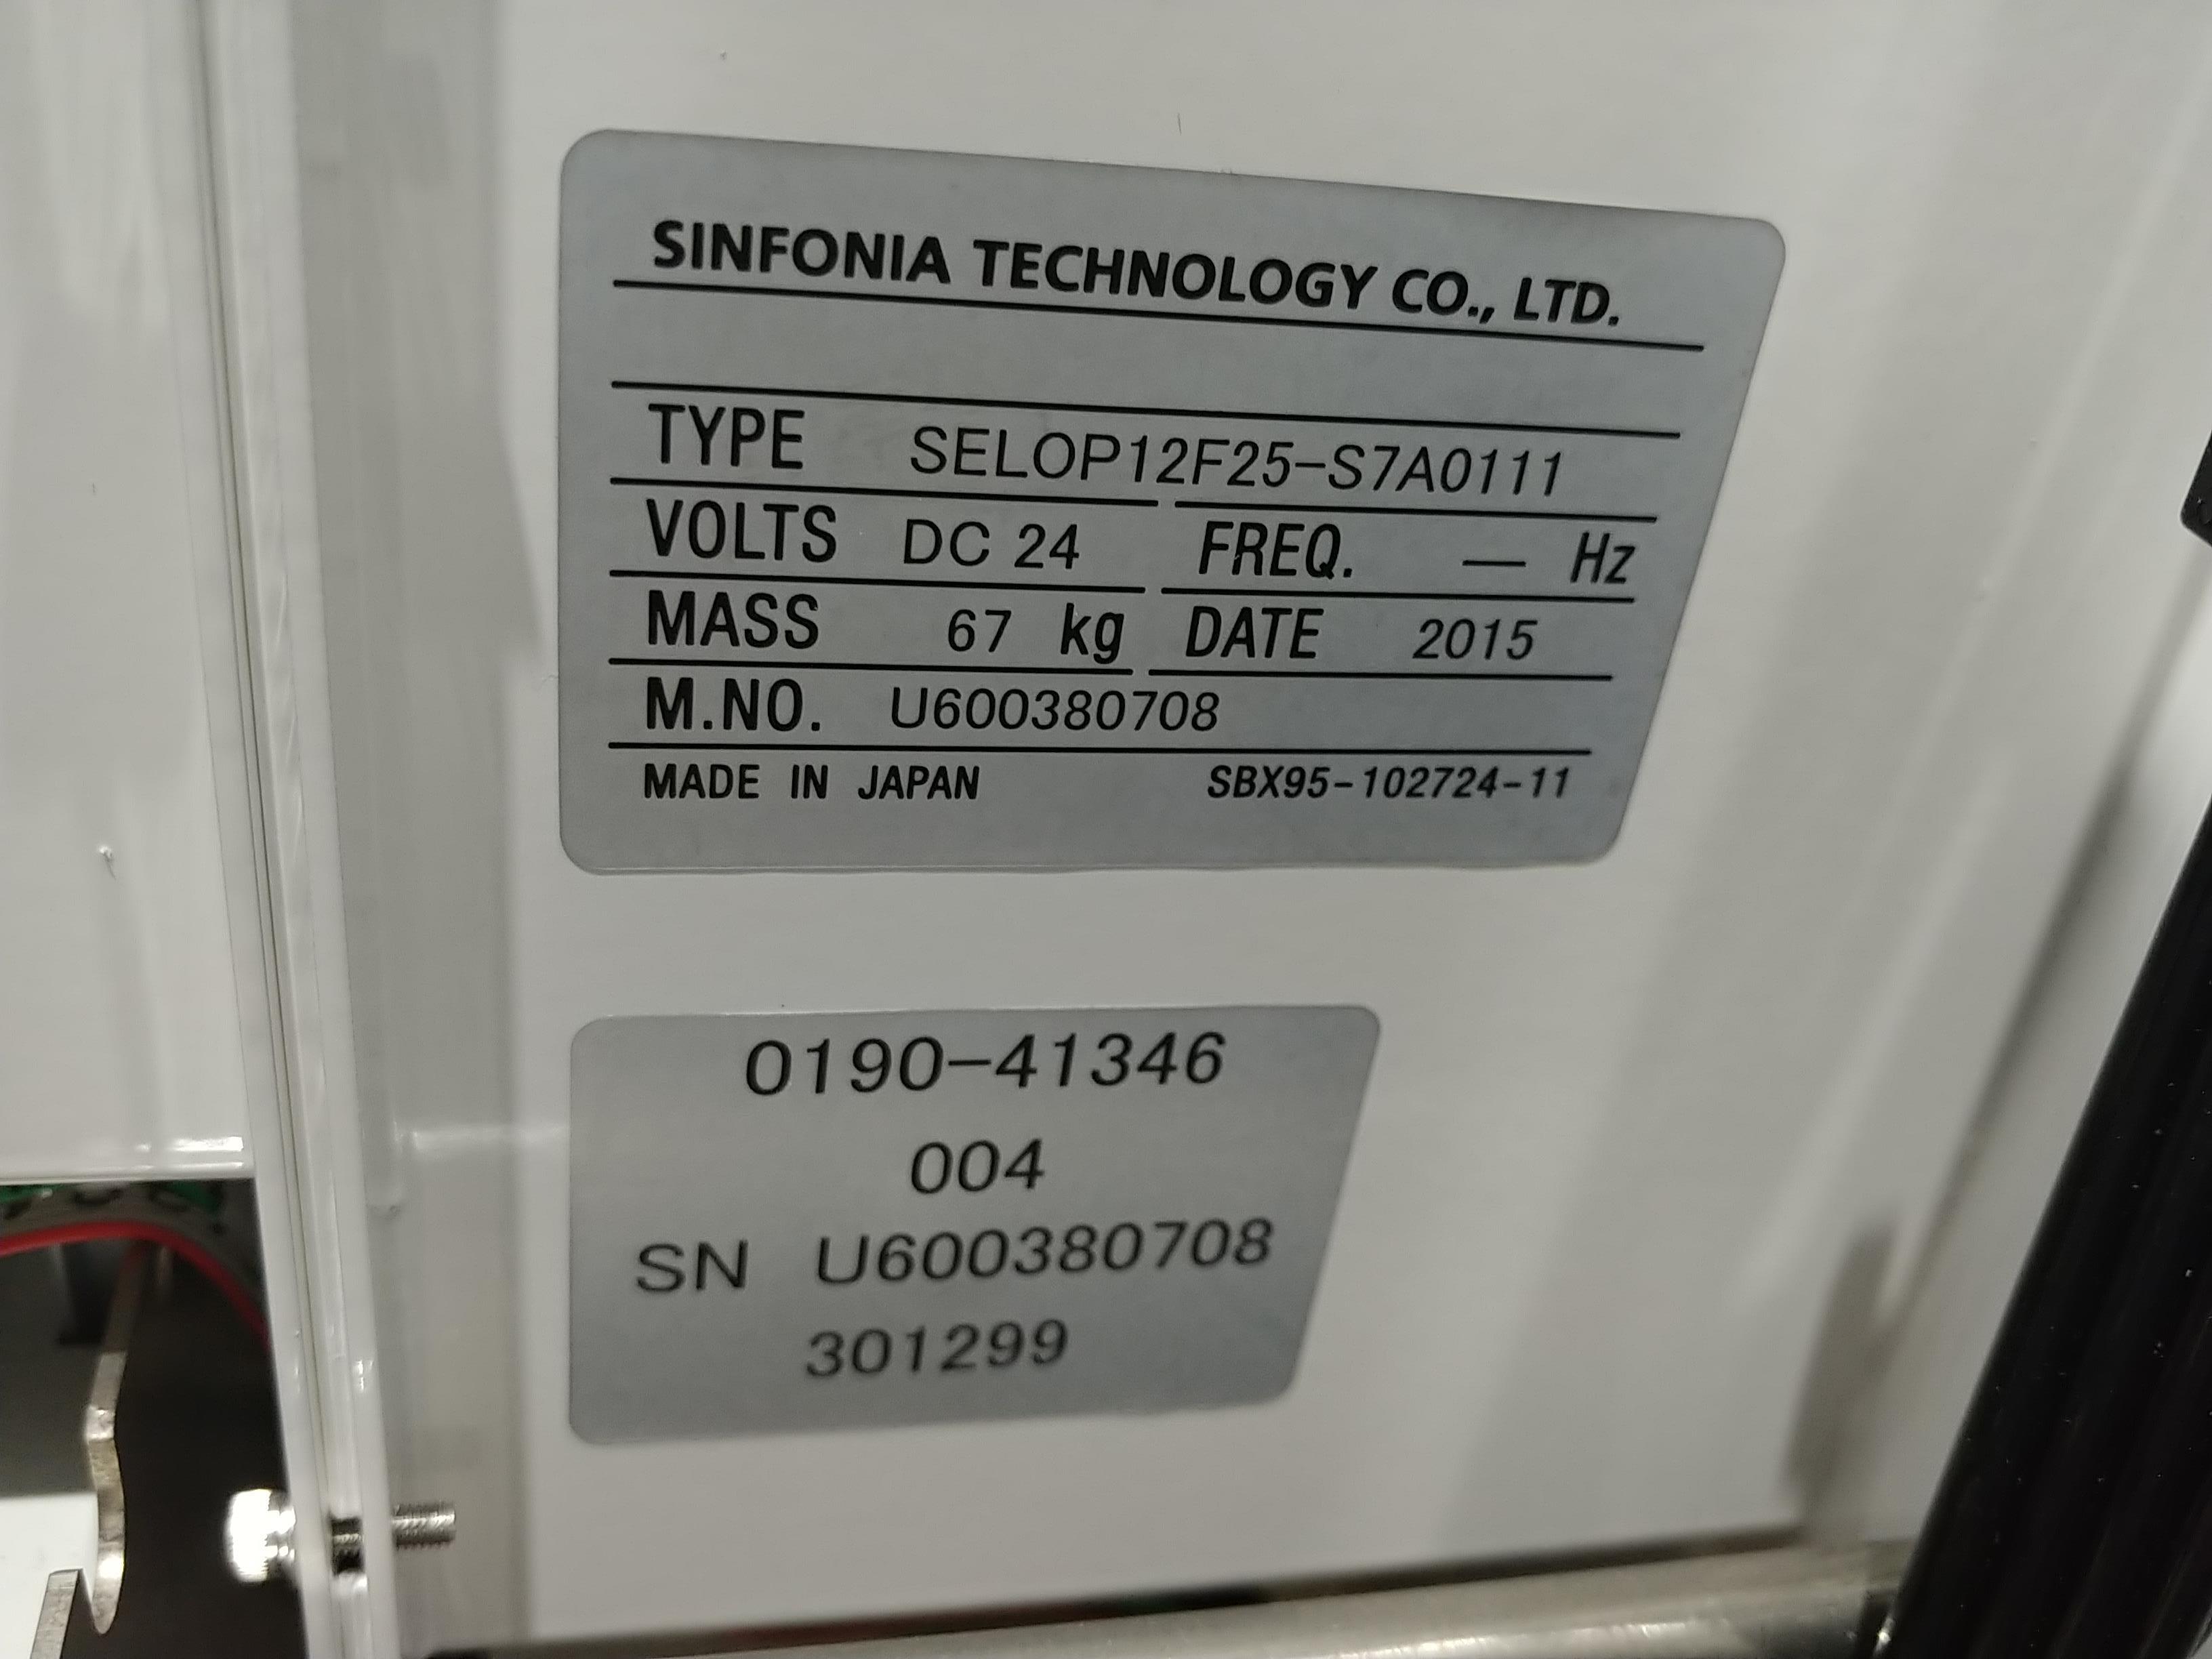 SINFONIA TECHNOLOGY CO., LTD.
TYPE SELOP12F25-S7A0111
VOLTS DC 24 FREQ. — Hz
MASS 67 kg DATE 2015
M.NO. U600380708
MADE IN JAPAN SBX95-102724-11
0190-41346
004
SN U600380708
301299